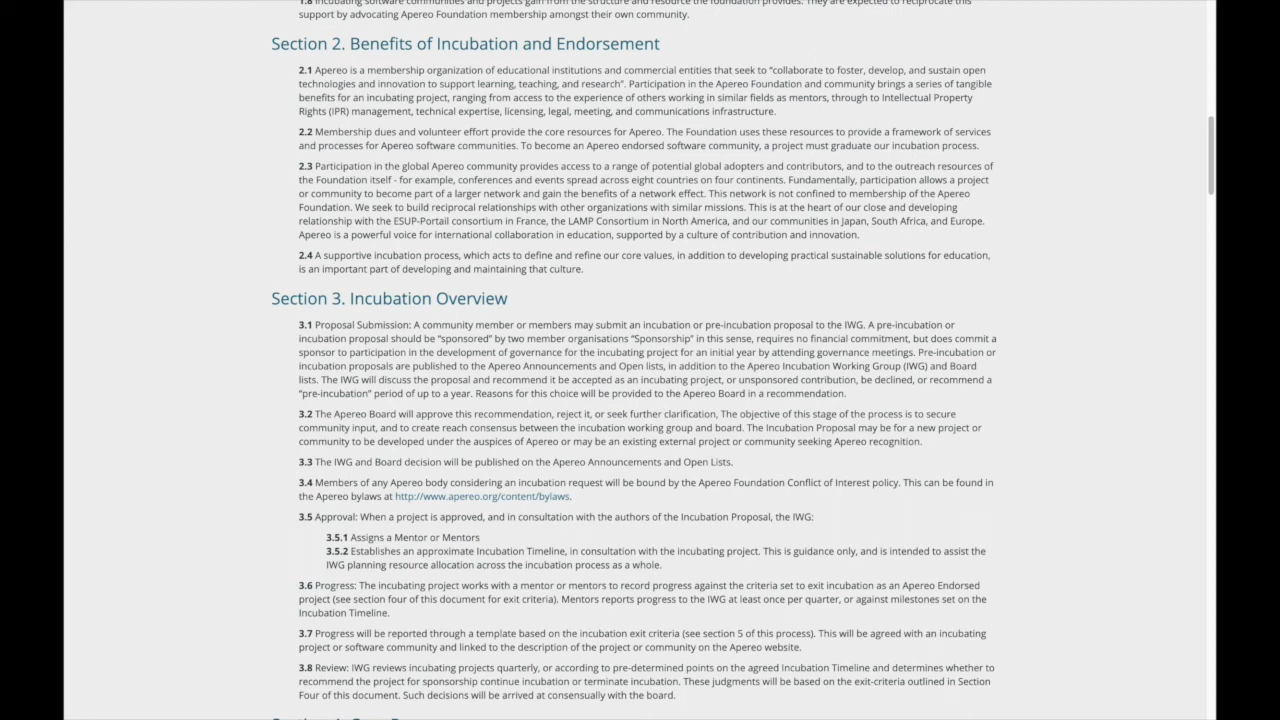 1.8 Incubating software communities and projects gain from the structure and resource the foundation provides. They are expected to reciprocate this
support by advocating Apereo Foundation membership amongst their own community.
Section 2. Benefits of Incubation and Endorsement
2.1 Apereo is a membership organization of educational institutions and commercial entities that seek to “collaborate to foster, develop, and sustain open
technologies and innovation to support learning, teaching, and research”. Participation in the Apereo Foundation and community brings a series of tangible
benefits for an incubating project, ranging from access to the experience of others working in similar fields as mentors, through to Intellectual Property
Rights (IPR) management, technical expertise, licensing, legal, meeting, and communications infrastructure.
2.2 Membership dues and volunteer effort provide the core resources for Apereo. The Foundation uses these resources to provide a framework of services
and processes for Apereo software communities. To become an Apereo endorsed software community, a project must graduate our incubation process.
2.3 Participation in the global Apereo community provides access to a range of potential global adopters and contributors, and to the outreach resources of
the Foundation itself - for example, conferences and events spread across eight countries on four continents. Fundamentally, participation allows a project
or community to become part of a larger network and gain the benefits of a network effect. This network is not confined to membership of the Apereo
Foundation. We seek to build reciprocal relationships with other organizations with similar missions. This is at the heart of our close and developing
relationship with the ESUP-Portail consortium in France, the LAMP Consortium in North America, and our communities in Japan, South Africa, and Europe.
Apereo is a powerful voice for international collaboration in education, supported by a culture of contribution and innovation.
2.4 A supportive incubation process, which acts to define and refine our core values, in addition to developing practical sustainable solutions for education,
is an important part of developing and maintaining that culture.
Section 3. Incubation Overview
3.1 Proposal Submission: A community member or members may submit an incubation or pre-incubation proposal to the IWG. A pre-incubation or
incubation proposal should be “sponsored” by two member organisations “Sponsorship” in this sense, requires no financial commitment, but does commit a
sponsor to participation in the development of governance for the incubating project for an initial year by attending governance meetings. Pre-incubation or
incubation proposals are published to the Apereo Announcements and Open lists, in addition to the Apereo Incubation Working Group (IWG) and Board
lists. The IWG will discuss the proposal and recommend it be accepted as an incubating project, or unsponsored contribution, be declined, or recommend a
“pre-incubation” period of up to a year. Reasons for this choice will be provided to the Apereo Board in a recommendation.
3.2 The Apereo Board will approve this recommendation, reject it, or seek further clarification, The objective of this stage of the process is to secure
community input, and to create reach consensus between the incubation working group and board. The Incubation Proposal may be for a new project or
community to be developed under the auspices of Apereo or may be an existing external project or community seeking Apereo recognition.
3.3 The IWG and Board decision will be published on the Apereo Announcements and Open Lists.
3.4 Members of any Apereo body considering an incubation request will be bound by the Apereo Foundation Conflict of Interest policy. This can be found in
the Apereo bylaws at http://www.apereo.org/content/bylaws.
3.5 Approval: When a project is approved, and in consultation with the authors of the Incubation Proposal, the IWG:
3.5.1 Assigns a Mentor or Mentors
3.5.2 Establishes an approximate Incubation Timeline, in consultation with the incubating project. This is guidance only, and is intended to assist the
IWG planning resource allocation across the incubation process as a whole.
3.6 Progress: The incubating project works with a mentor or mentors to record progress against the criteria set to exit incubation as an Apereo Endorsed
project (see section four of this document for exit criteria). Mentors reports progress to the IWG at least once per quarter, or against milestones set on the
Incubation Timeline.
3.7 Progress will be reported through a template based on the incubation exit criteria (see section 5 of this process). This will be agreed with an incubating
project or software community and linked to the description of the project or community on the Apereo website.
3.8 Review: IWG reviews incubating projects quarterly, or according to pre-determined points on the agreed Incubation Timeline and determines whether to
recommend the project for sponsorship continue incubation or terminate incubation. These judgments will be based on the exit-criteria outlined in Section
Four of this document. Such decisions will be arrived at consensually with the board.